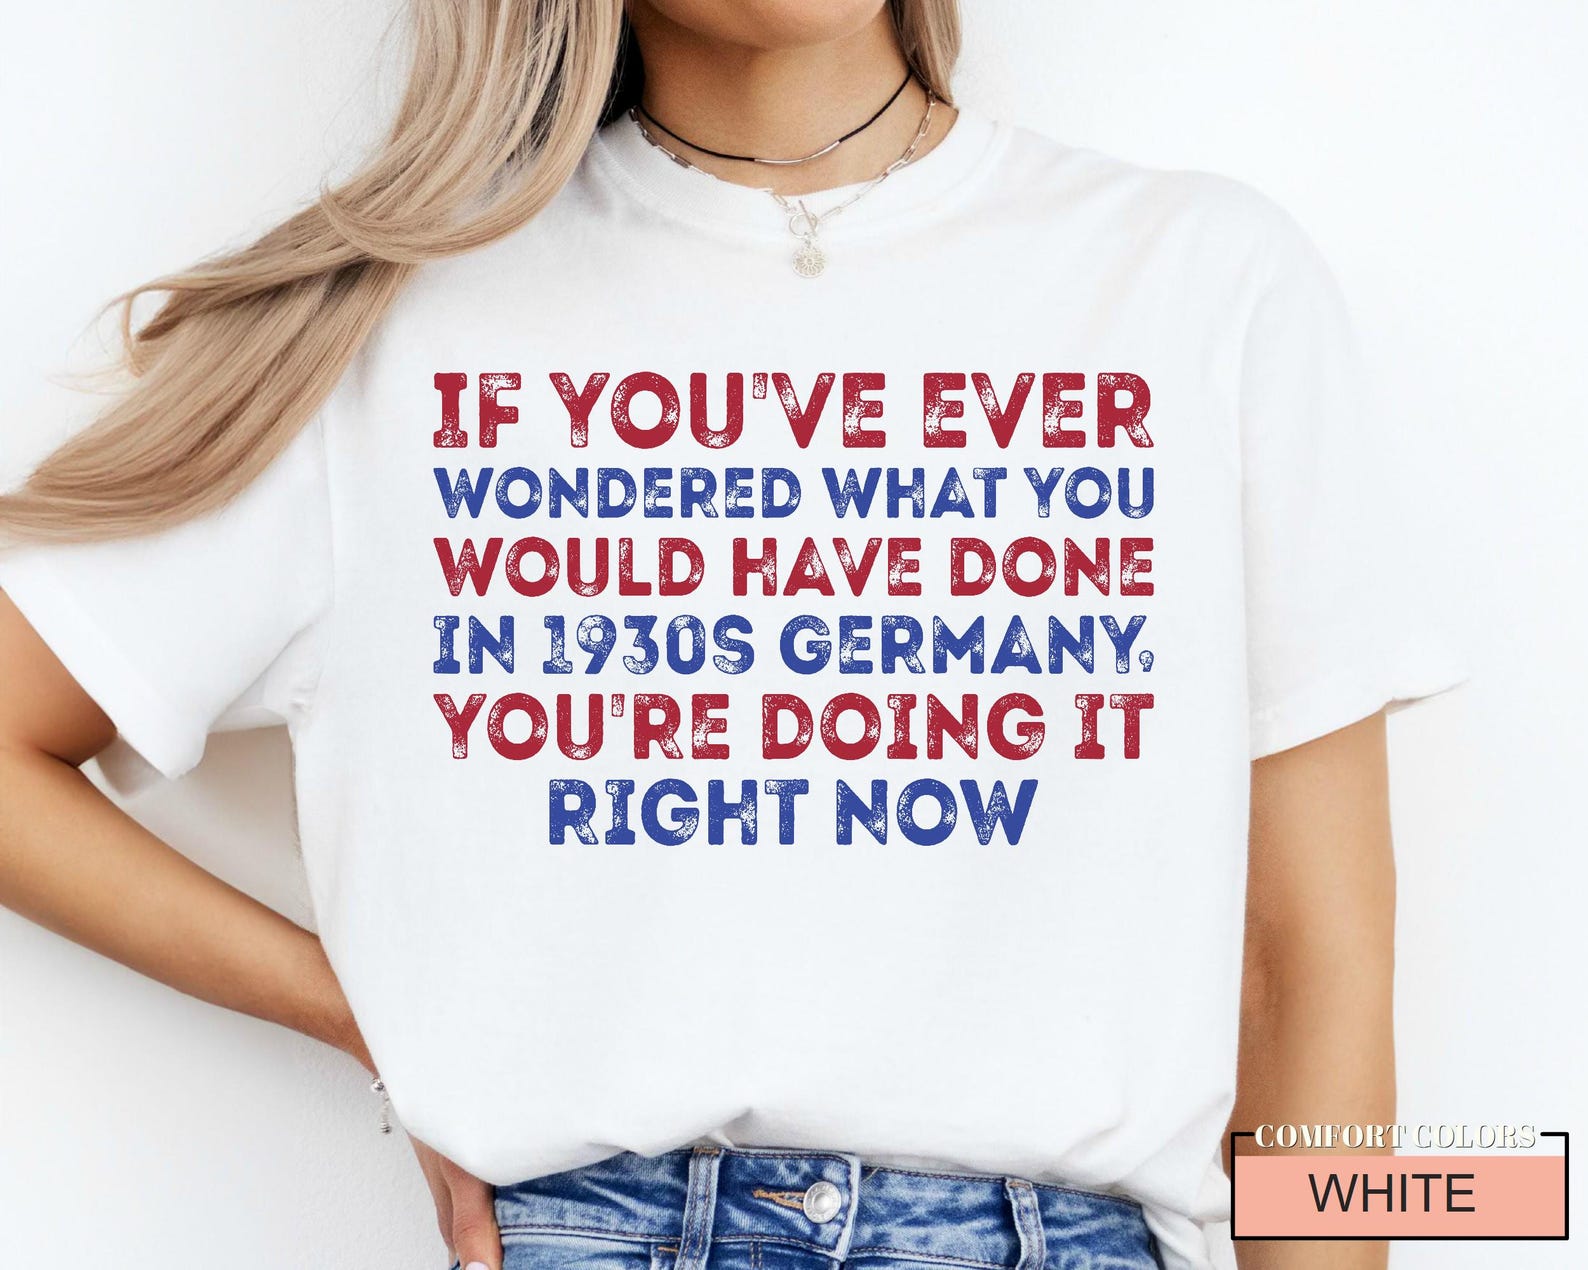 IF YOU'VE EVER
WONDERED WHAT YOU
WOULD HAVE DONE
IN 1930S GERMANY,
YOU'RE DOING IT
RIGHT NOW
COMFORT COLORS
WHITE